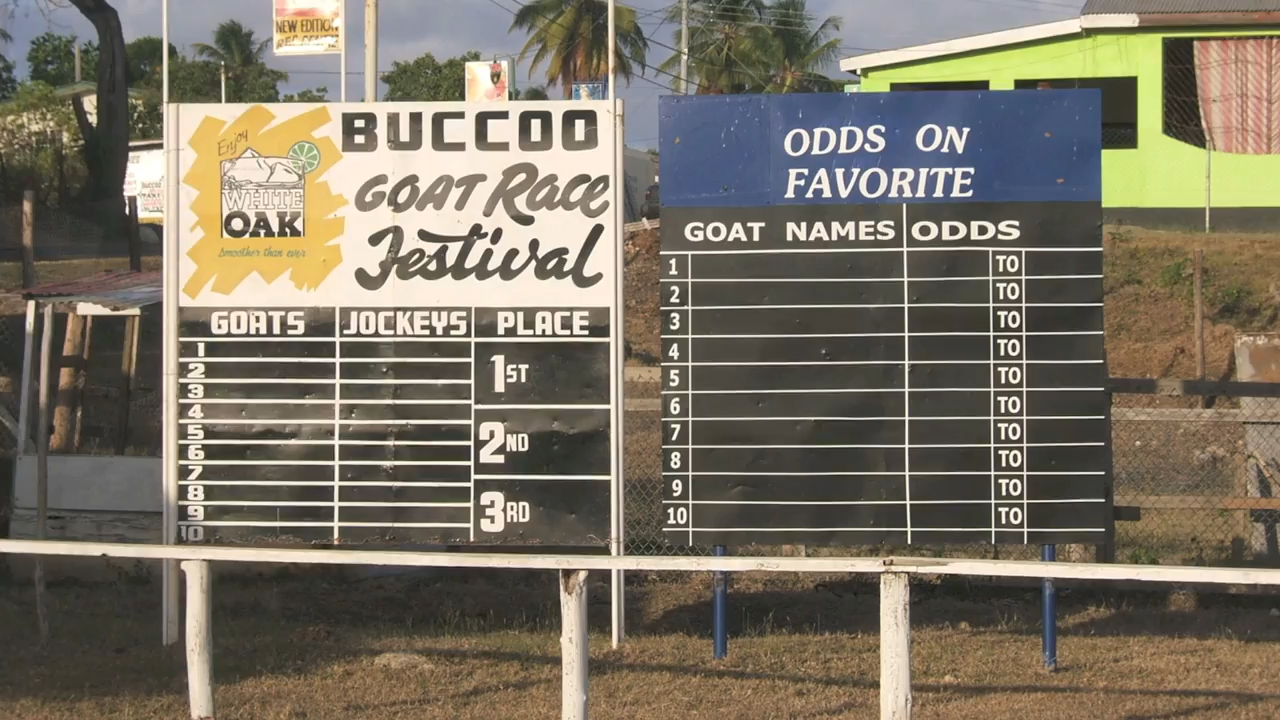 NEW EDITION
Enjoy
WHITE
OAK
Smoother than ever
BUCCOO
GOAT Race
Festival
GOATS JOCKEYS PLACE
1
2
3
4
5
6
7
8
9
10
1ST
2ND
3RD
ODDS ON
FAVORITE
GOAT NAMES ODDS
1 TO
2 TO
3 TO
4 TO
5 TO
6 TO
7 TO
8 TO
9 TO
10 TO